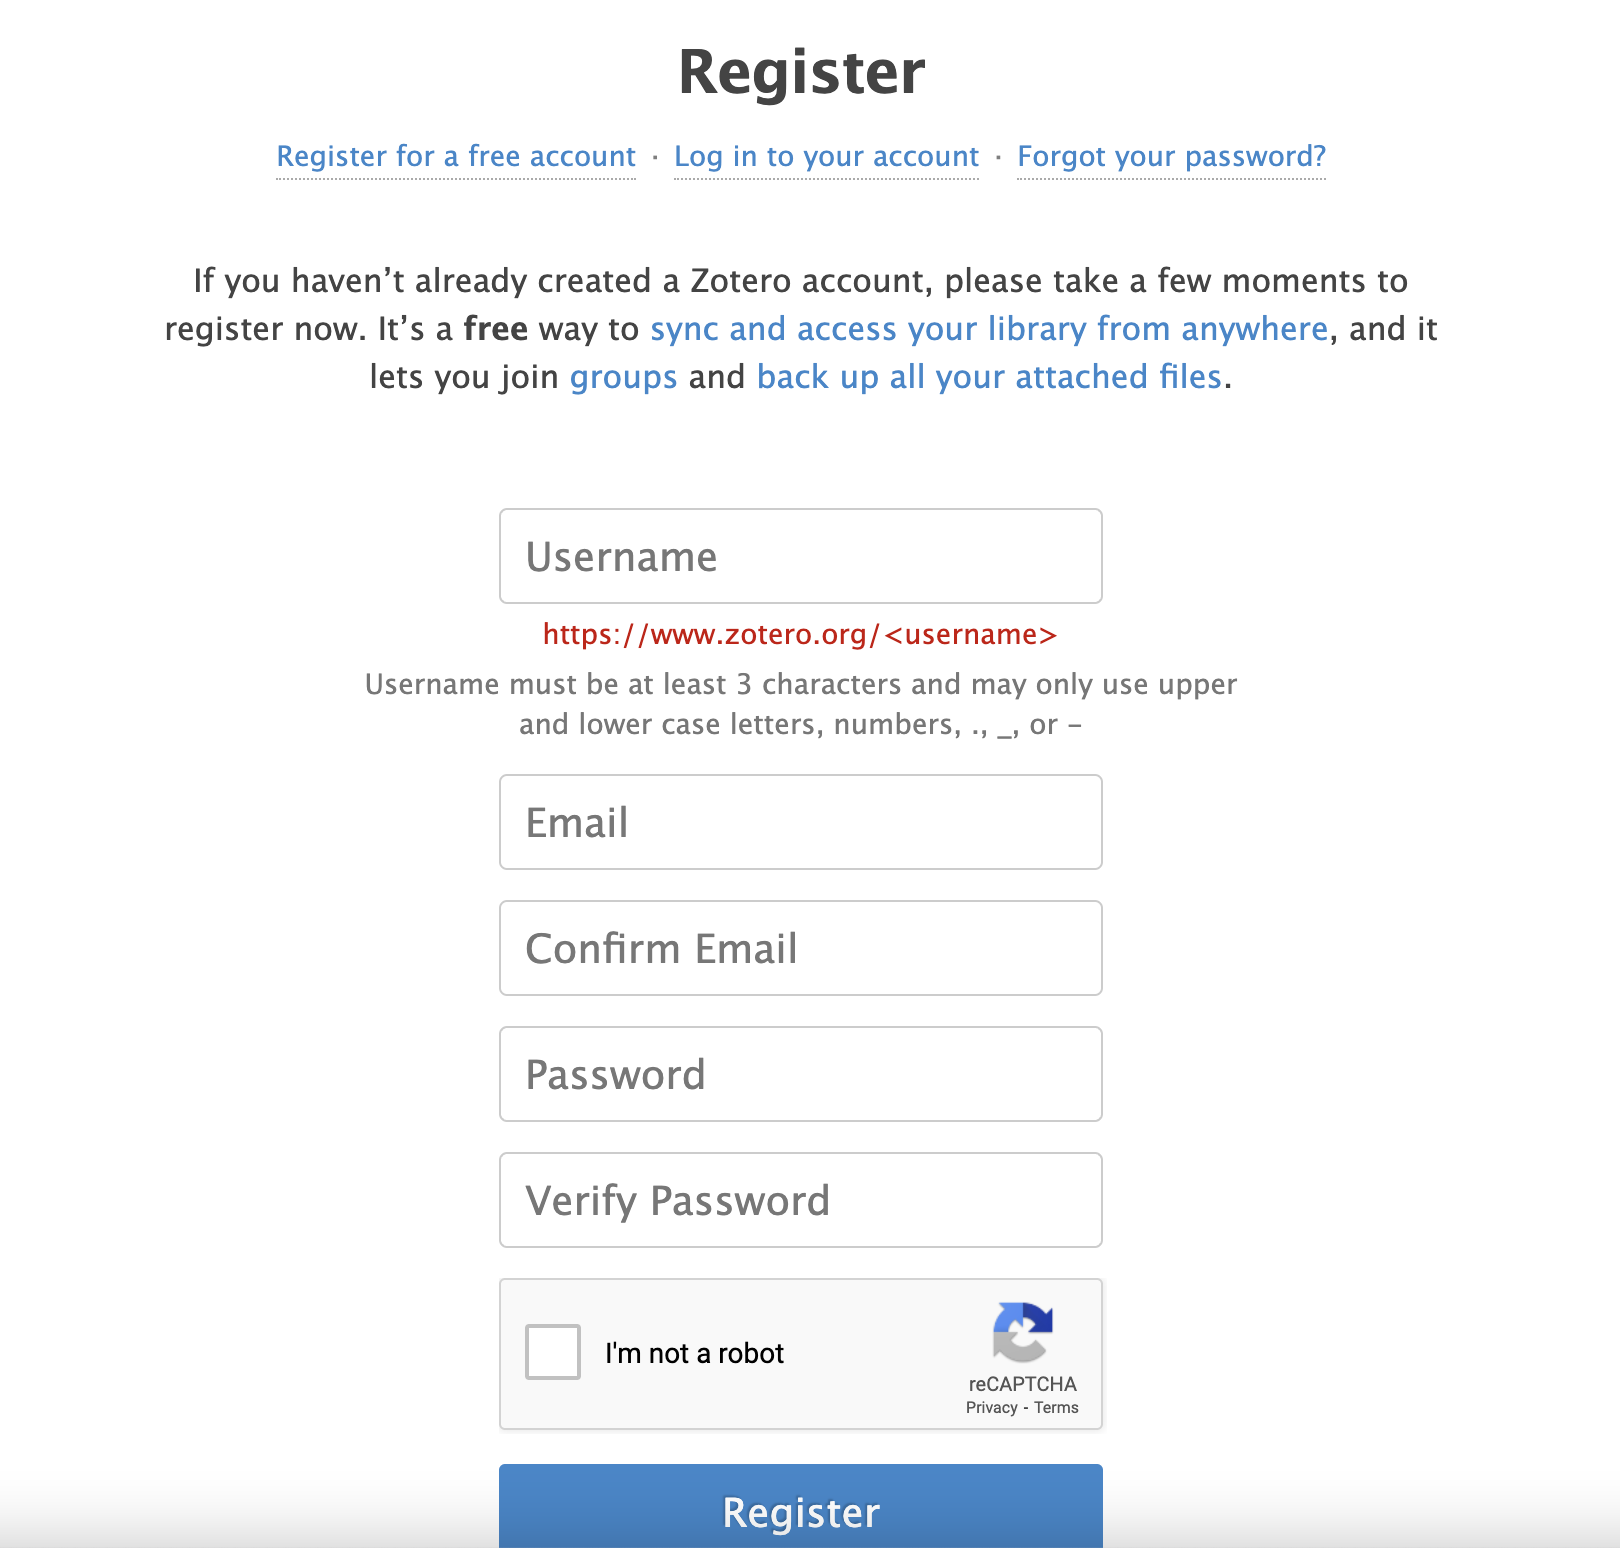 Register
Register for a free account · Log in to your account · Forgot your password?
If you haven’t already created a Zotero account, please take a few moments to
register now. It’s a free way to sync and access your library from anywhere, and it
lets you join groups and back up all your attached files.
Username
https://www.zotero.org/<username>
Username must be at least 3 characters and may only use upper
and lower case letters, numbers, ., _, or -
Email
Confirm Email
Password
Verify Password
I'm not a robot
reCAPTCHA
Privacy - Terms
Register